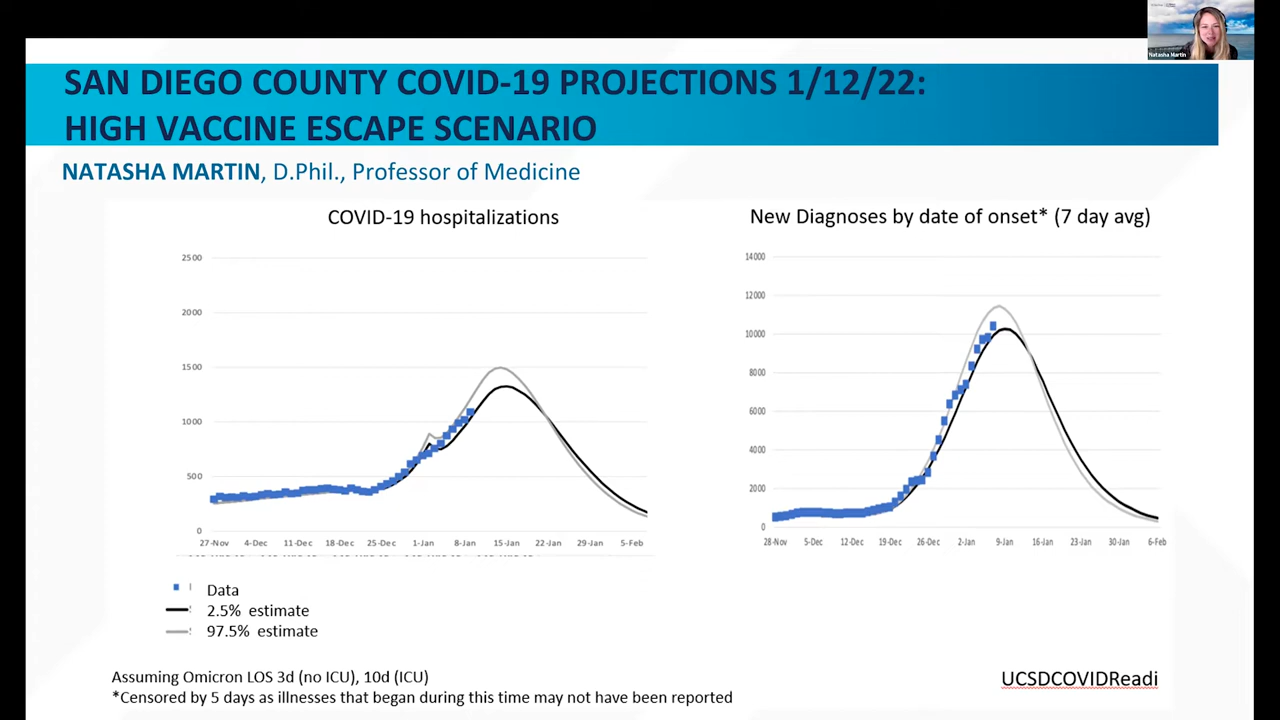 Natasha Martin
SAN DIEGO COUNTY COVID-19 PROJECTIONS 1/12/22:
HIGH VACCINE ESCAPE SCENARIO
NATASHA MARTIN, D.Phil., Professor of Medicine
COVID-19 hospitalizations
2500
2000
1500
1000
500
0
27-Nov 4-Dec 11-Dec 18-Dec 25-Dec 1-Jan 8-Jan 15-Jan 22-Jan 29-Jan 5-Feb
New Diagnoses by date of onset* (7 day avg)
14000
12000
10000
8000
6000
4000
2000
0
28-Nov 5-Dec 12-Dec 19-Dec 26-Dec 2-Jan 9-Jan 16-Jan 23-Jan 30-Jan 6-Feb
Data
2.5% estimate
97.5% estimate
Assuming Omicron LOS 3d (no ICU), 10d (ICU)
*Censored by 5 days as illnesses that began during this time may not have been reported
UCSDCOVIDReadi